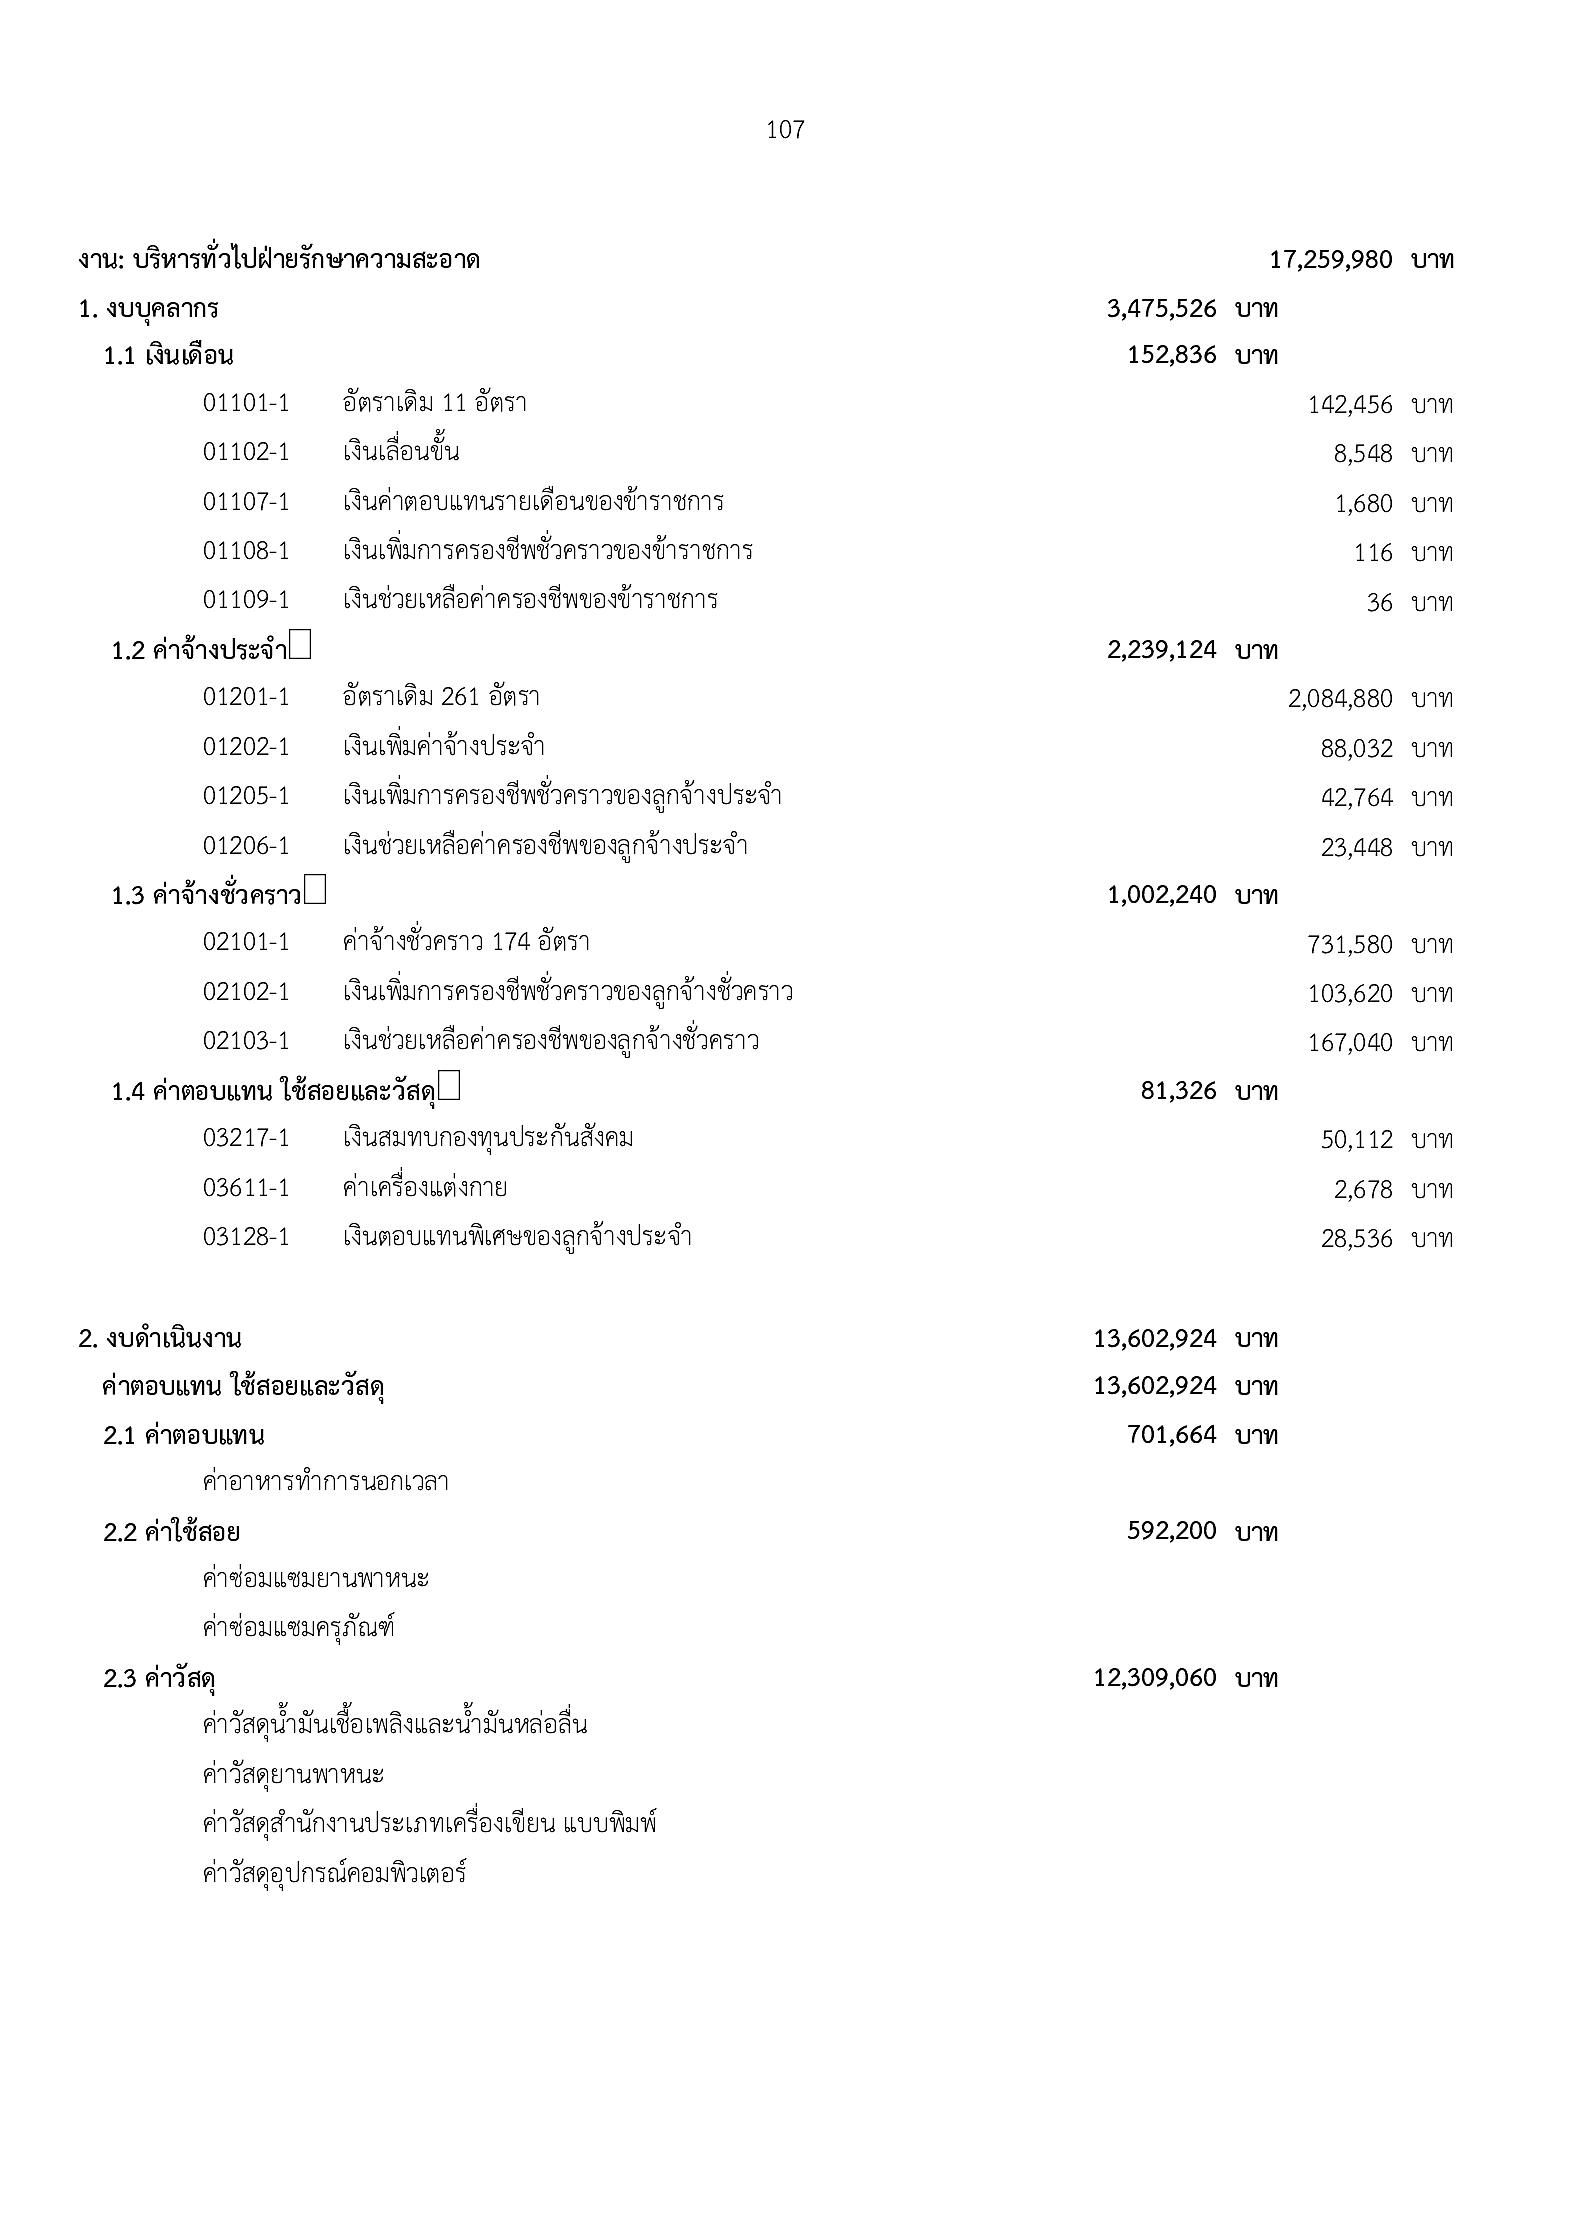 107
งาน: บริหารทั่วไปฝ่ายรักษาความสะอาด 17,259,980 บาท
1. งบบุคลากร 3,475,526 บาท
1.1 เงินเดือน 152,836 บาท
01101-1 อัตราเดิม 11 อัตรา 142,456 บาท
01102-1 เงินเลื่อนขั้น 8,548 บาท
01107-1 เงินค่าตอบแทนรายเดือนของข้าราชการ 1,680 บาท
01108-1 เงินเพิ่มการครองชีพชั่วคราวของข้าราชการ 116 บาท
01109-1 เงินช่วยเหลือค่าครองชีพของข้าราชการ 36 บาท
1.2 ค่าจ้างประจำ 2,239,124 บาท
01201-1 อัตราเดิม 261 อัตรา 2,084,880 บาท
01202-1 เงินเพิ่มค่าจ้างประจำ 88,032 บาท
01205-1 เงินเพิ่มการครองชีพชั่วคราวของลูกจ้างประจำ 42,764 บาท
01206-1 เงินช่วยเหลือค่าครองชีพของลูกจ้างประจำ 23,448 บาท
1.3 ค่าจ้างชั่วคราว 1,002,240 บาท
02101-1 ค่าจ้างชั่วคราว 174 อัตรา 731,580 บาท
02102-1 เงินเพิ่มการครองชีพชั่วคราวของลูกจ้างชั่วคราว 103,620 บาท
02103-1 เงินช่วยเหลือค่าครองชีพของลูกจ้างชั่วคราว 167,040 บาท
1.4 ค่าตอบแทน ใช้สอยและวัสดุ 81,326 บาท
03217-1 เงินสมทบกองทุนประกันสังคม 50,112 บาท
03611-1 ค่าเครื่องแต่งกาย 2,678 บาท
03128-1 เงินตอบแทนพิเศษของลูกจ้างประจำ 28,536 บาท
2. งบดำเนินงาน 13,602,924 บาท
ค่าตอบแทน ใช้สอยและวัสดุ 13,602,924 บาท
2.1 ค่าตอบแทน 701,664 บาท
ค่าอาหารทำการนอกเวลา
2.2 ค่าใช้สอย 592,200 บาท
ค่าซ่อมแซมยานพาหนะ
ค่าซ่อมแซมครุภัณฑ์
2.3 ค่าวัสดุ 12,309,060 บาท
ค่าวัสดุน้ำมันเชื้อเพลิงและน้ำมันหล่อลื่น
ค่าวัสดุยานพาหนะ
ค่าวัสดุสำนักงานประเภทเครื่องเขียน แบบพิมพ์
ค่าวัสดุอุปกรณ์คอมพิวเตอร์